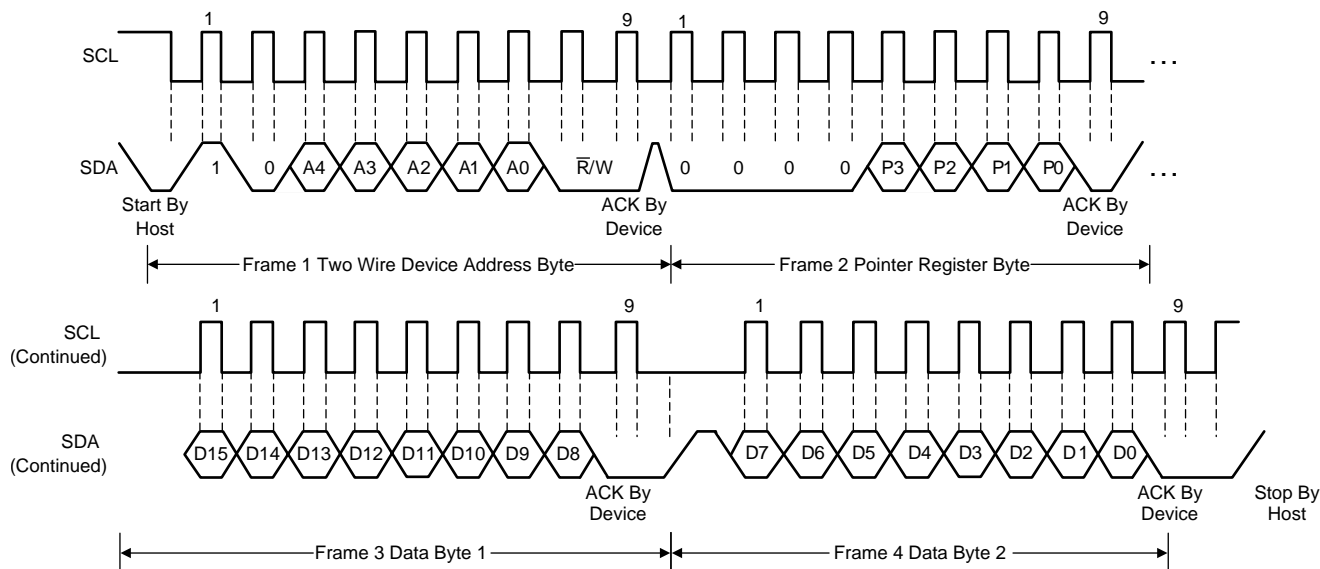 1 9 1 9
SCL ...
SDA 1 0 A4 A3 A2 A1 A0 R̅/W 0 0 0 0 P3 P2 P1 P0 ...
Start By
Host
ACK By
Device
ACK By
Device
Frame 1 Two Wire Device Address Byte
Frame 2 Pointer Register Byte
1 9 1 9
SCL
(Continued)
SDA
(Continued)
D15 D14 D13 D12 D11 D10 D9 D8 D7 D6 D5 D4 D3 D2 D1 D0
ACK By
Device
ACK By
Device
Stop By
Host
Frame 3 Data Byte 1
Frame 4 Data Byte 2